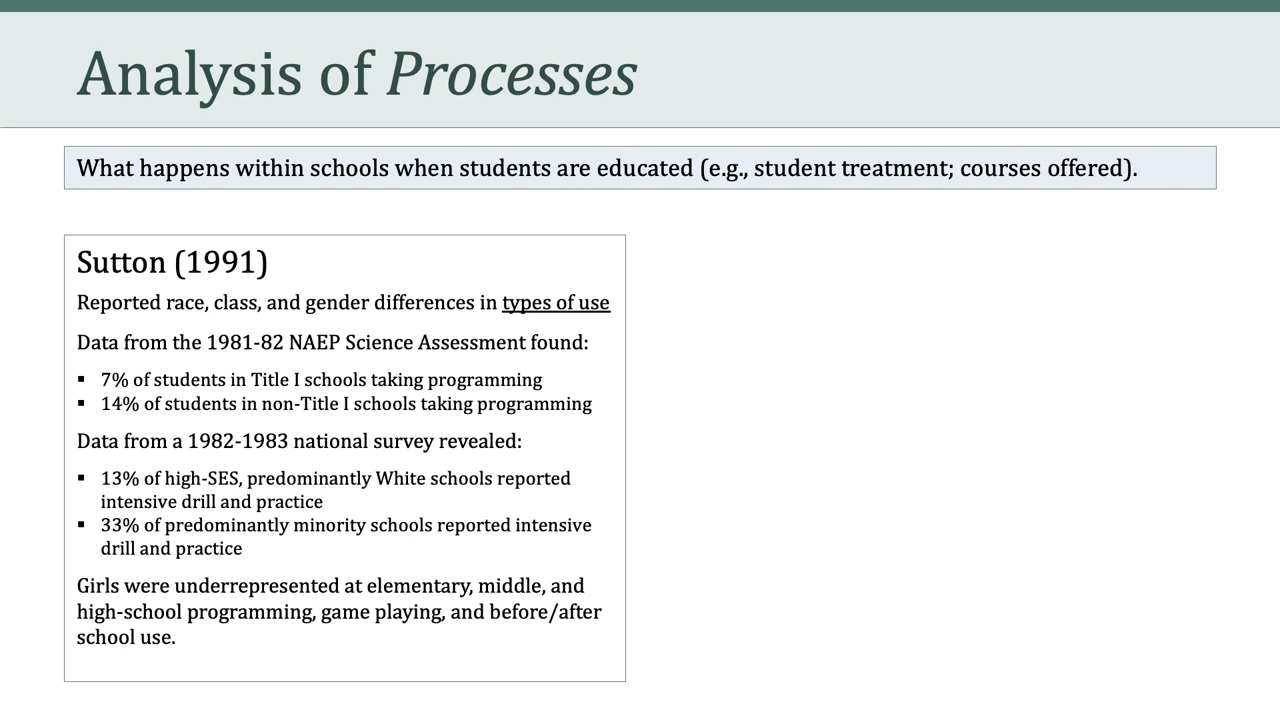 Analysis of Processes
What happens within schools when students are educated (e.g., student treatment; courses offered).
Sutton (1991)
Reported race, class, and gender differences in types of use
Data from the 1981-82 NAEP Science Assessment found:
▪ 7% of students in Title I schools taking programming
▪ 14% of students in non-Title I schools taking programming
Data from a 1982-1983 national survey revealed:
▪ 13% of high-SES, predominantly White schools reported
intensive drill and practice
▪ 33% of predominantly minority schools reported intensive
drill and practice
Girls were underrepresented at elementary, middle, and
high-school programming, game playing, and before/after
school use.